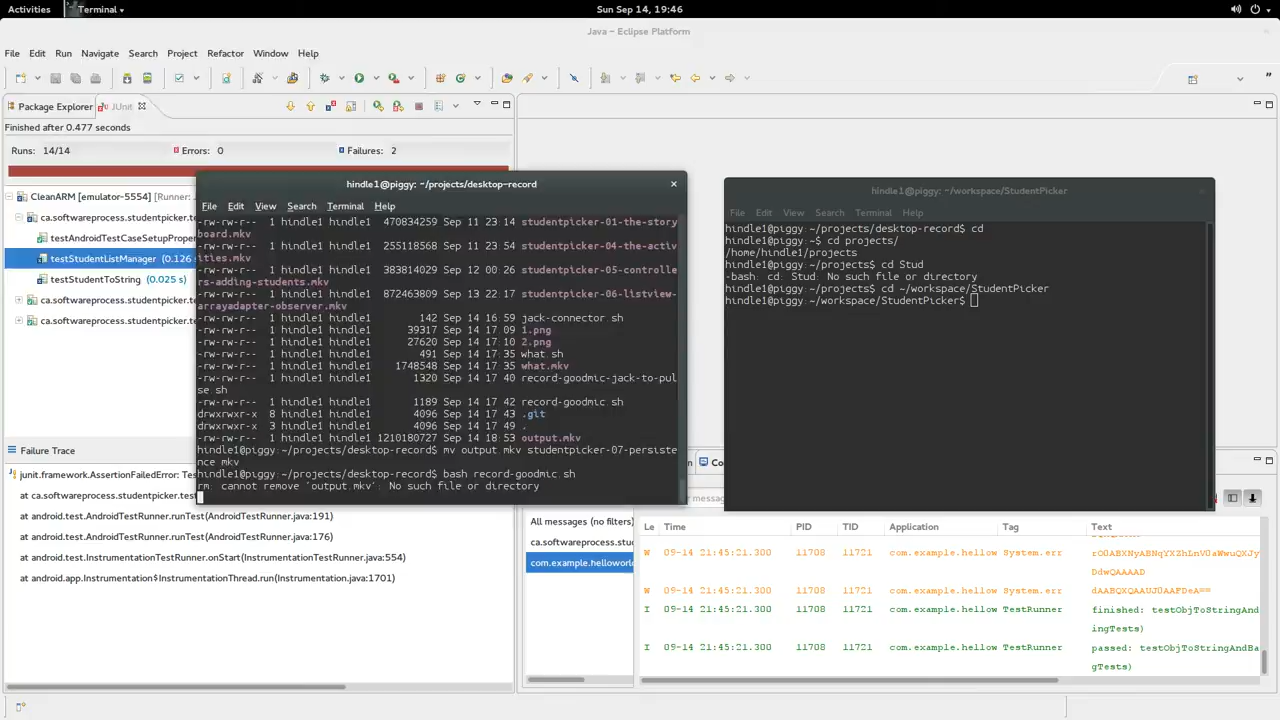 Activities
Terminal
Sun Sep 14, 19:46
Java - Eclipse Platform
File Edit Run Navigate Search Project Refactor Window Help
Package Explorer
JUnit
Finished after 0.477 seconds
Runs: 14/14
Errors: 0
Failures: 2
CleanARM [emulator-5554] [Runner:
ca.softwareprocess.studentpicker.te
testAndroidTestCaseSetupProper
testStudentListManager (0.126 s
testStudentToString (0.025 s)
ca.softwareprocess.studentpicker.te
ca.softwareprocess.studentpicker.te
Failure Trace
junit.framework.AssertionFailedError: Tes
at ca.softwareprocess.studentpicker.test
at android.test.AndroidTestRunner.runTest(AndroidTestRunner.java:191)
at android.test.AndroidTestRunner.runTest(AndroidTestRunner.java:176)
at android.test.InstrumentationTestRunner.onStart(InstrumentationTestRunner.java:554)
at android.app.Instrumentation$InstrumentationThread.run(Instrumentation.java:1701)
hindle1@piggy: ~/projects/desktop-record
File Edit View Search Terminal Help
-rw-rw-r-- 1 hindle1 hindle1 470834259 Sep 11 23:14 studentpicker-01-the-story
board.mkv
-rw-rw-r-- 1 hindle1 hindle1 255118568 Sep 11 23:54 studentpicker-04-the-activ
ities.mkv
-rw-rw-r-- 1 hindle1 hindle1 383814029 Sep 12 00:26 studentpicker-05-controlle
rs-adding-students.mkv
-rw-rw-r-- 1 hindle1 hindle1 872463809 Sep 13 22:17 studentpicker-06-listview-
arrayadapter-observer.mkv
-rw-rw-r-- 1 hindle1 hindle1 142 Sep 14 16:59 jack-connector.sh
-rw-rw-r-- 1 hindle1 hindle1 39317 Sep 14 17:09 1.png
-rw-rw-r-- 1 hindle1 hindle1 27620 Sep 14 17:10 2.png
-rw-rw-r-- 1 hindle1 hindle1 491 Sep 14 17:35 what.sh
-rw-rw-r-- 1 hindle1 hindle1 1748548 Sep 14 17:35 what.mkv
-rw-rw-r-- 1 hindle1 hindle1 1320 Sep 14 17:40 record-goodmic-jack-to-pul
se.sh
-rw-rw-r-- 1 hindle1 hindle1 1189 Sep 14 17:42 record-goodmic.sh
drwxrwxr-x 8 hindle1 hindle1 4096 Sep 14 17:43 .git
drwxrwxr-x 3 hindle1 hindle1 4096 Sep 14 17:49 .
-rw-rw-r-- 1 hindle1 hindle1 1210180727 Sep 14 18:53 output.mkv
hindle1@piggy:~/projects/desktop-record$ mv output.mkv studentpicker-07-persiste
nce.mkv
hindle1@piggy:~/projects/desktop-record$ bash record-goodmic.sh
rm: cannot remove 'output.mkv': No such file or directory
hindle1@piggy: ~/workspace/StudentPicker
File Edit View Search Terminal Help
hindle1@piggy:~/projects/desktop-record$ cd
hindle1@piggy:~$ cd projects/
/home/hindle1/projects
hindle1@piggy:~/projects$ cd Stud
-bash: cd: Stud: No such file or directory
hindle1@piggy:~/projects$ cd ~/workspace/StudentPicker
hindle1@piggy:~/workspace/StudentPicker$
All messages (no filters)
ca.softwareprocess.stud
com.example.helloworld
Le Time PID TID Application Tag Text
DdwQAAAAD
W 09-14 21:45:21.300 11708 11721 com.example.hellow System.err
W 09-14 21:45:21.300 11708 11721 com.example.hellow System.err dAABQXQAAUJ0AAFDeA==
I 09-14 21:45:21.300 11708 11721 com.example.hellow TestRunner finished: testObjToStringAnd
ingTests)
I 09-14 21:45:21.300 11708 11721 com.example.hellow TestRunner passed: testObjToStringAndBa
gTests)